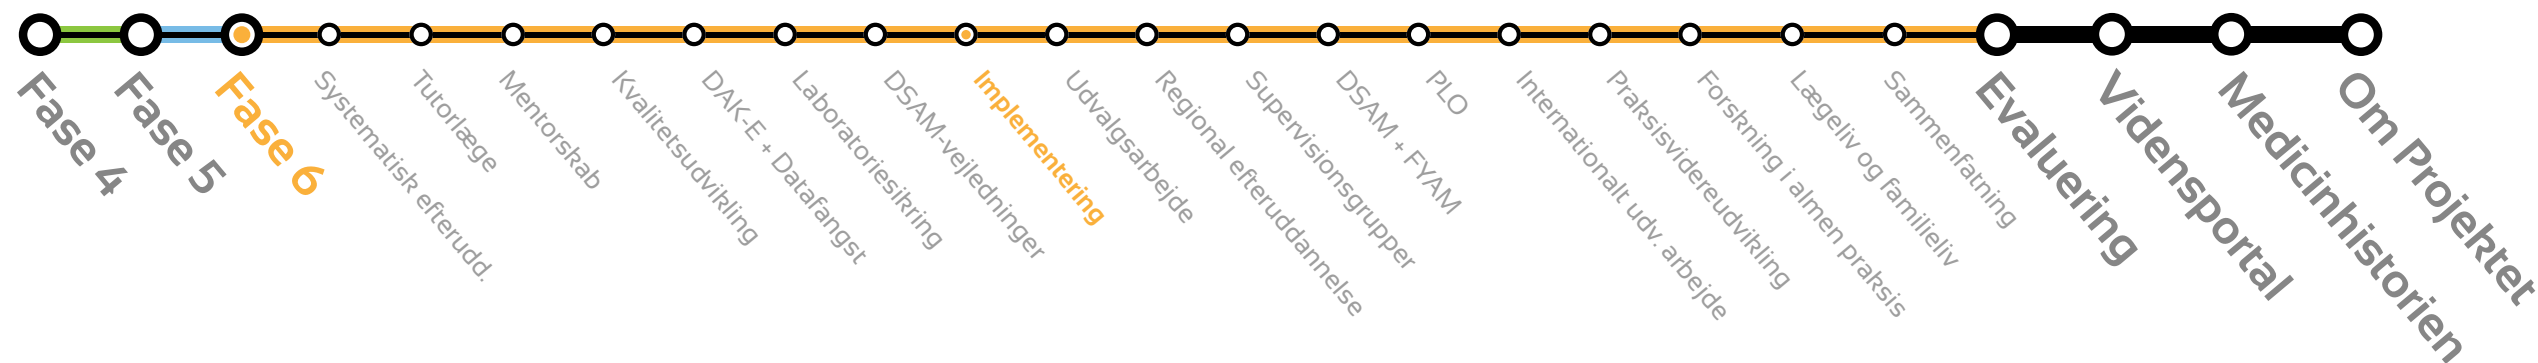 Fase 4
Fase 5
Fase 6
Systematisk efterudd.
Tutorlæge
Mentorskab
Kvalitetsudvikling
DAK-E + Datafangst
Laboratoriesikring
DSAM-vejledninger
Implementering
Udvalgsarbejde
Regional efteruddannelse
Supervisionsgrupper
DSAM + FYAM
PLO
Internationalt udv. arbejde
Praksisvidereudvikling
Forskning i almen praksis
Lægeliv og familieliv
Sammenfatning
Evaluering
Vidensportal
Medicinhistorien
Om Projektet